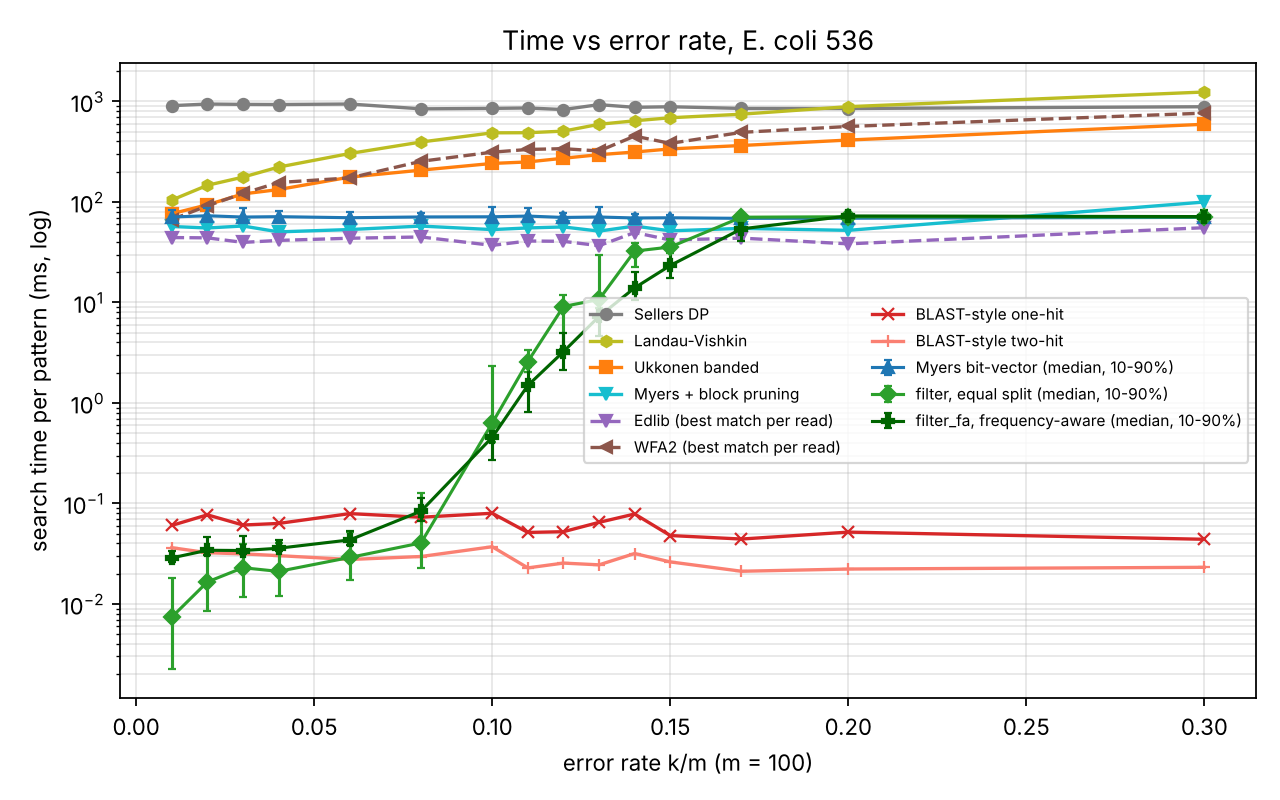 Time vs error rate, E. coli 536
search time per pattern (ms, log)
10³
10²
10¹
10⁰
10⁻¹
10⁻²
Sellers DP
Landau-Vishkin
Ukkonen banded
Myers + block pruning
Edlib (best match per read)
WFA2 (best match per read)
BLAST-style one-hit
BLAST-style two-hit
Myers bit-vector (median, 10-90%)
filter, equal split (median, 10-90%)
filter_fa, frequency-aware (median, 10-90%)
0.00 0.05 0.10 0.15 0.20 0.25 0.30
error rate k/m (m = 100)